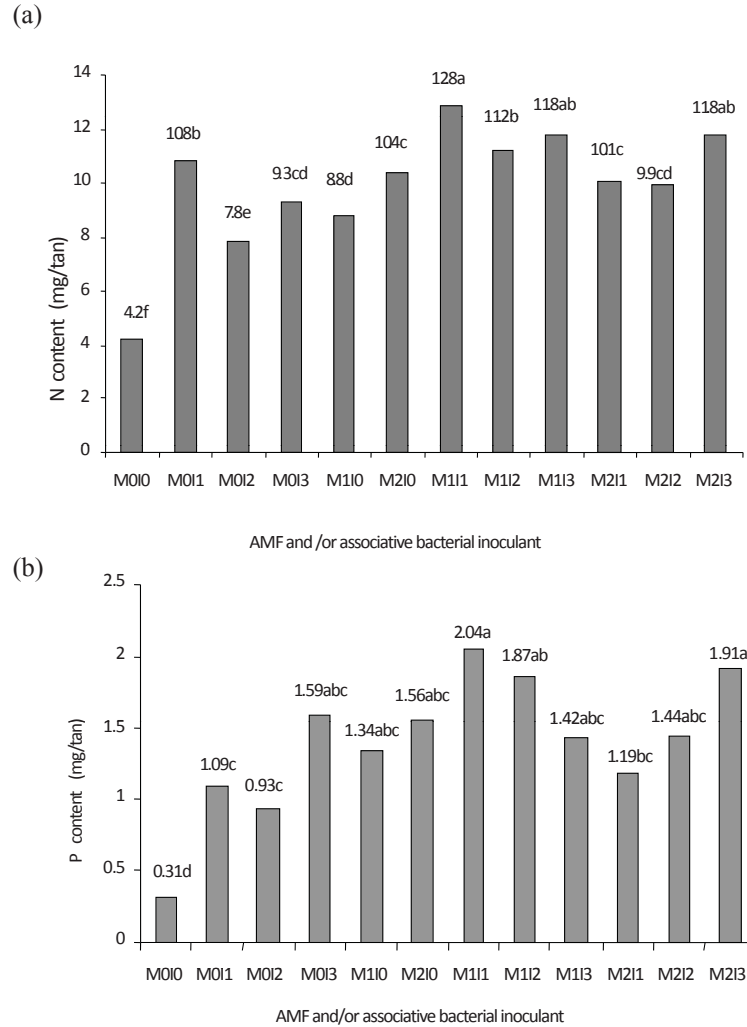 (a)
14
12
10
8
6
4
2
0
N content (mg/tan)
4.2f
108b
7.8e
9.3cd
8.8d
104c
128a
112b
118ab
101c
9.9cd
118ab
M0I0 M0I1 M0I2 M0I3 M1I0 M2I0 M1I1 M1I2 M1I3 M2I1 M2I2 M2I3
AMF and /or associative bacterial inoculant
(b)
2.5
2
1.5
1
0.5
0
P content (mg/tan)
0.31d
1.09c
0.93c
1.59abc
1.34abc
1.56abc
2.04a
1.87ab
1.42abc
1.19bc
1.44abc
1.91a
M0I0 M0I1 M0I2 M0I3 M1I0 M2I0 M1I1 M1I2 M1I3 M2I1 M2I2 M2I3
AMF and/or associative bacterial inoculant